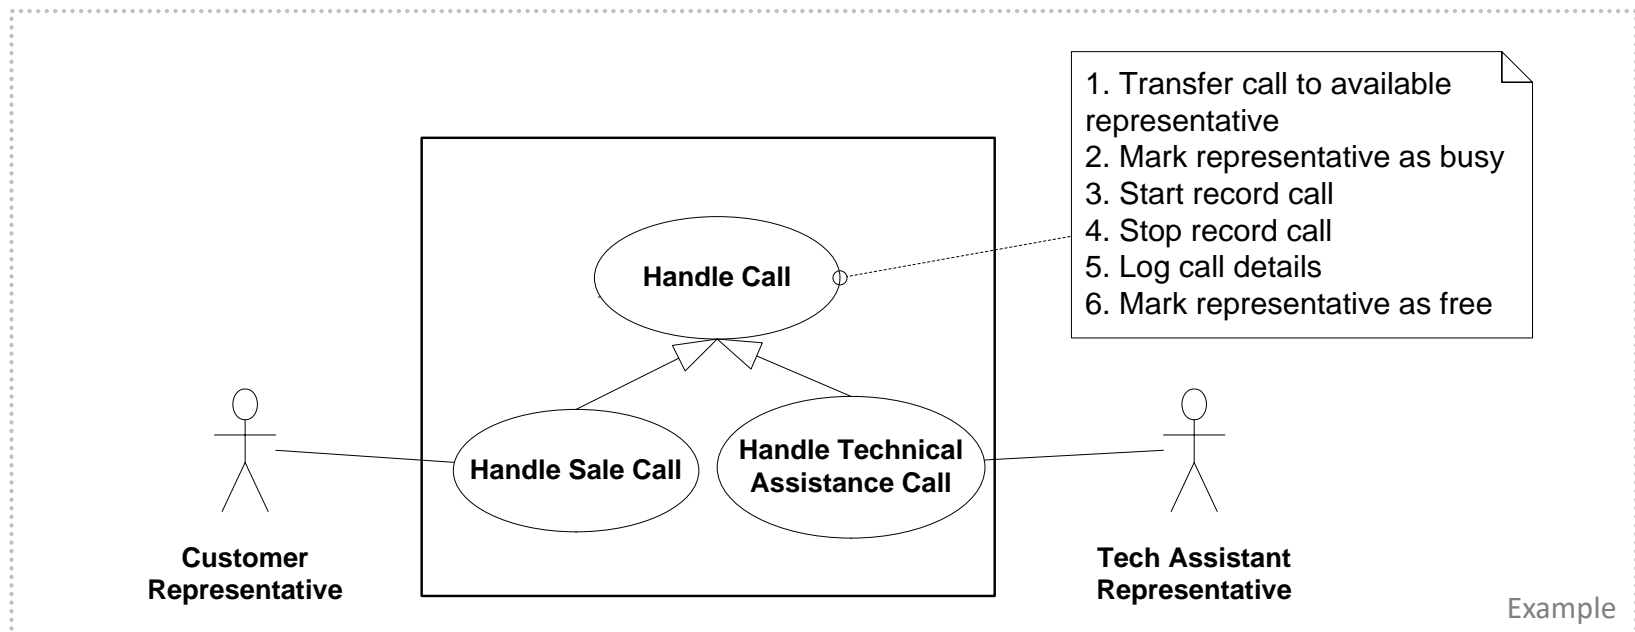 1. Transfer call to available
representative
2. Mark representative as busy
3. Start record call
4. Stop record call
5. Log call details
6. Mark representative as free
Handle Call
Handle Sale Call
Handle Technical
Assistance Call
Customer
Representative
Tech Assistant
Representative
Example